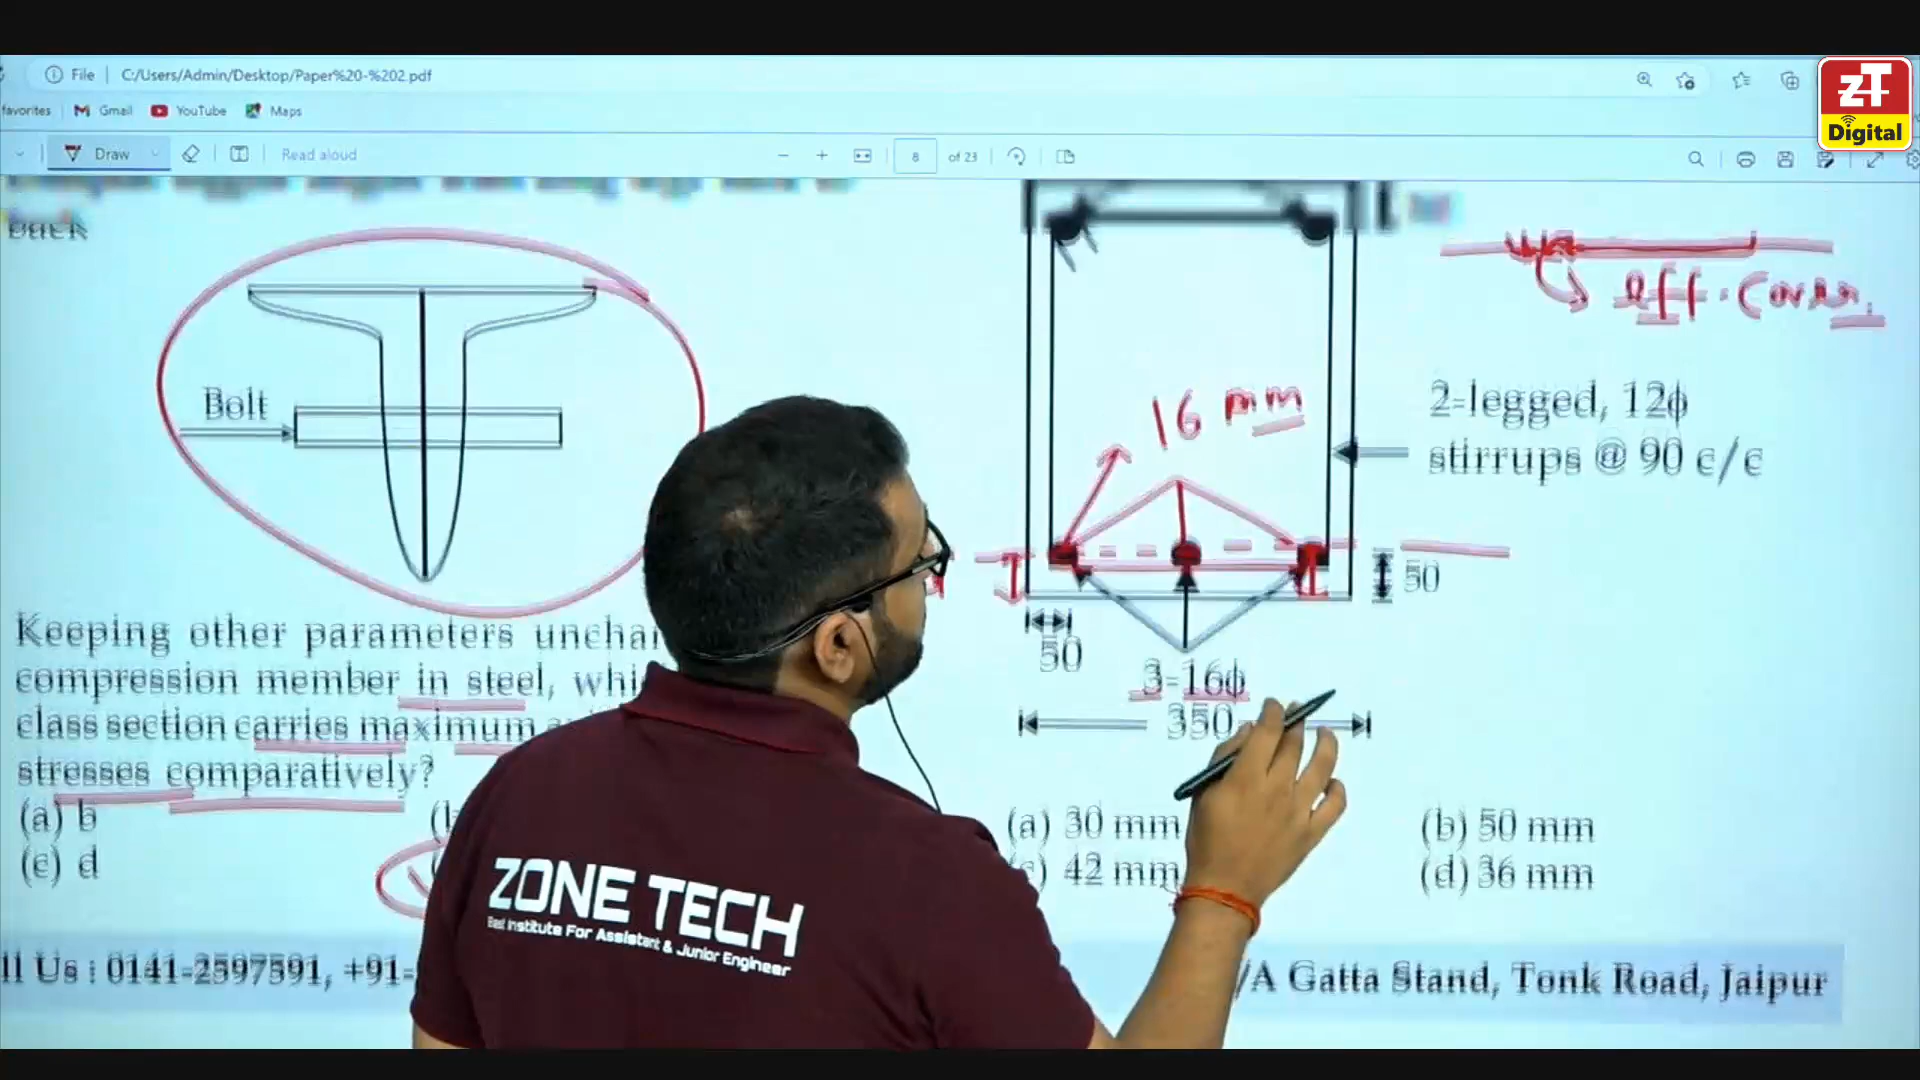 File C:/Users/Admin/Desktop/Paper%20-%202.pdf
favorites Gmail YouTube Maps
Draw Read aloud 8 of 23
ZT
Digital
Bolt
Keeping other parameters
compression member in steel,
class section carries maximum
stresses comparatively?
(a) b
(c) d
eff. Cover
2-legged, 12ϕ
stirrups @ 90 c/c
16 mm
50
50
3-16ϕ
350
(a) 30 mm (b) 50 mm
42 mm (d) 36 mm
ZONE TECH
Best Institute For Assistant & Junior Engineer
Us : 0141-2597591, +91-
/A Gatta Stand, Tonk Road, Jaipur